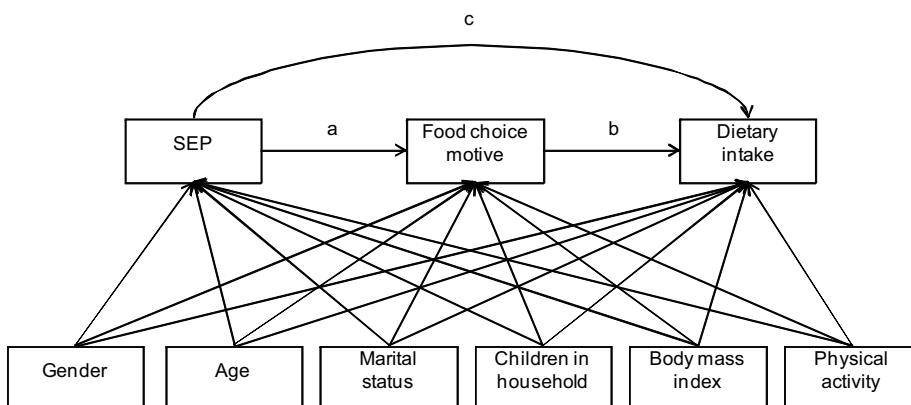 c
a
b
SEP
Food choice
motive
Dietary
intake
Gender
Age
Marital
status
Children in
household
Body mass
index
Physical
activity